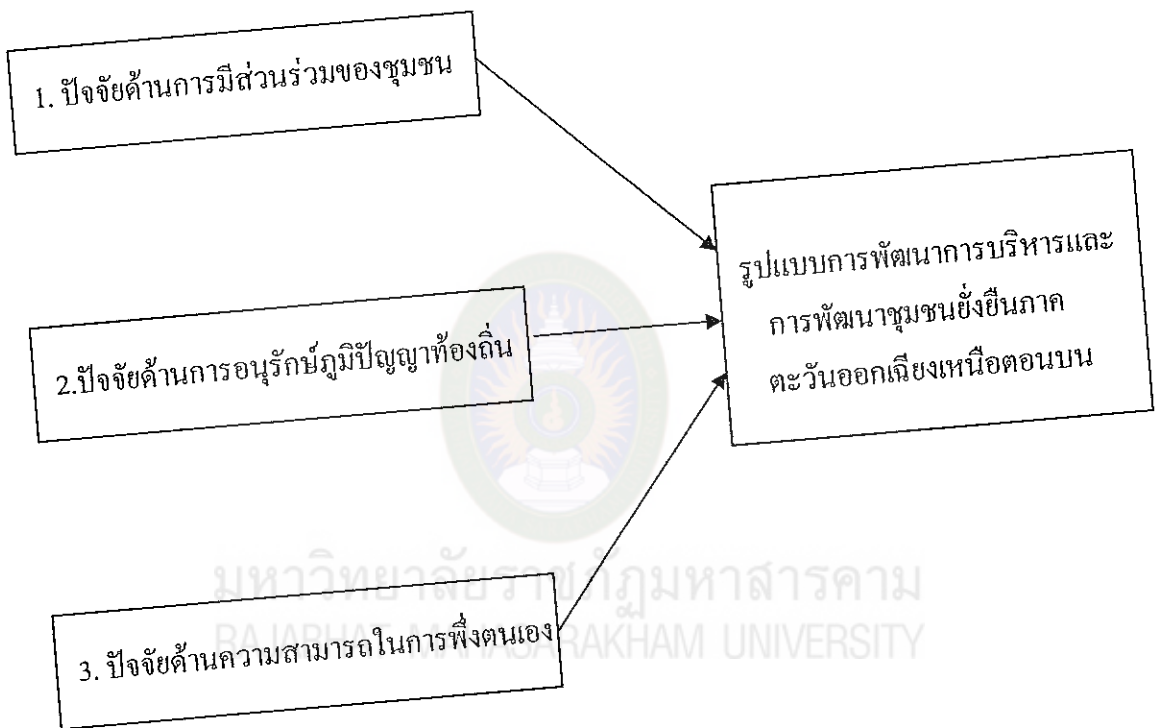 1. ปัจจัยด้านการมีส่วนร่วมของชุมชน
2.ปัจจัยด้านการอนุรักษ์ภูมิปัญญาท้องถิ่น
3. ปัจจัยด้านความสามารถในการพึ่งตนเอง
รูปแบบการพัฒนาการบริหารและ
การพัฒนาชุมชนยั่งยืนภาค
ตะวันออกเฉียงเหนือตอนบน
มหาวิทยาลัยราชภัฏมหาสารคาม
RAJABHAT MAHASARAKHAM UNIVERSITY